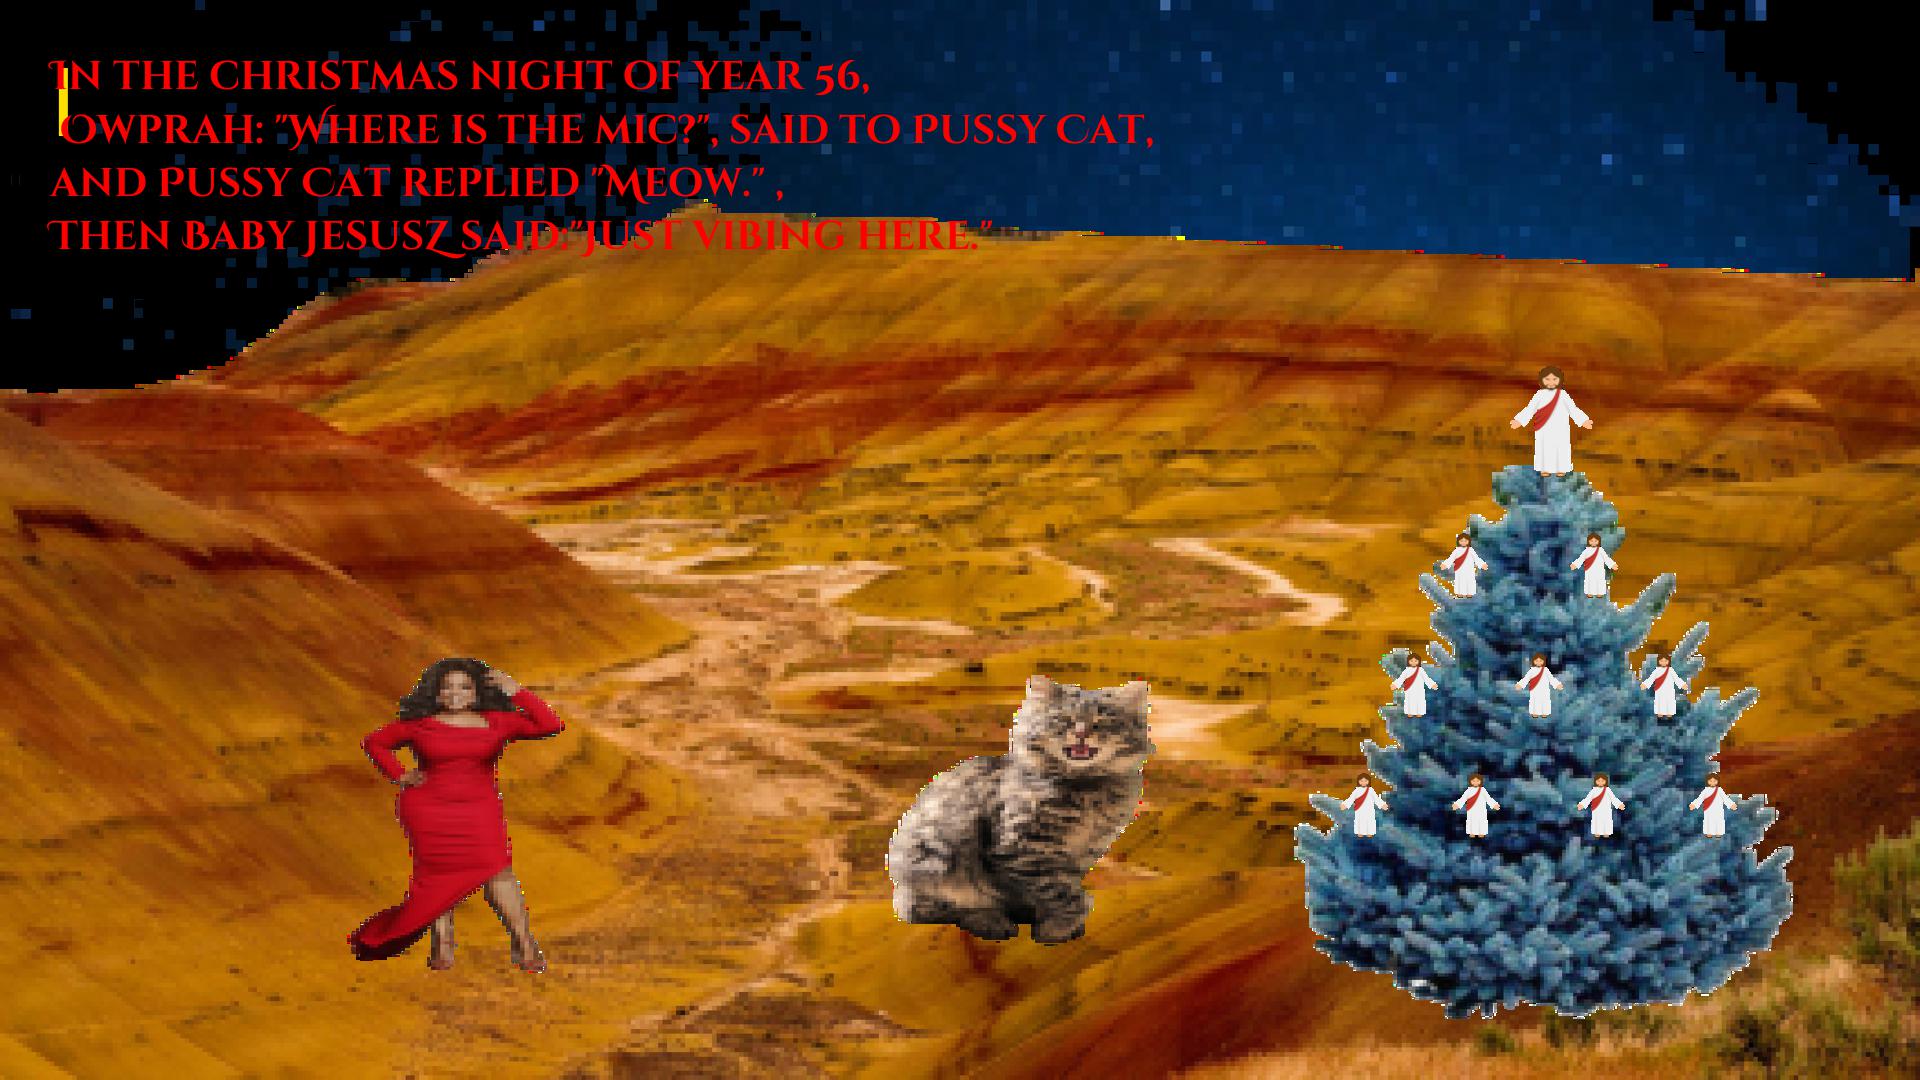 In the Christmas night of year 56,
Owprah: "Where is the mic?", said to Pussy Cat,
and Pussy Cat replied "Meow." ,
Then Baby JesusZ said:"Just vibing here."